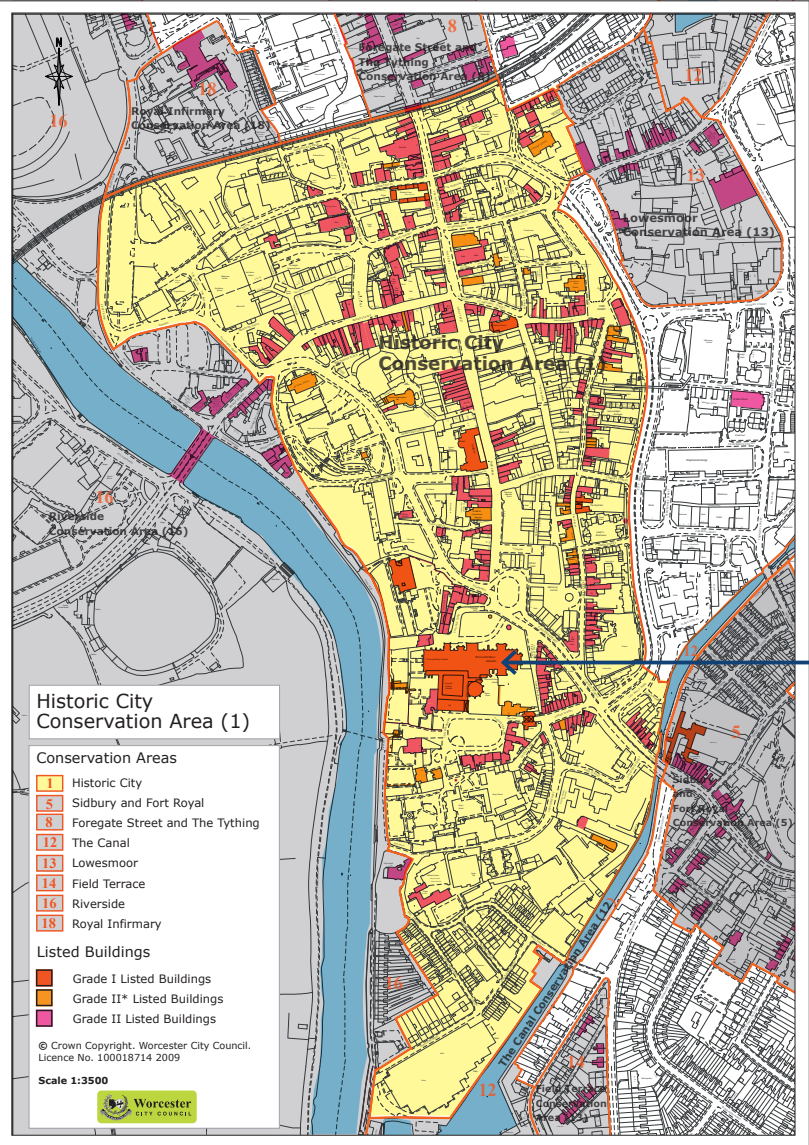 N
8
Foregate Street and
The Tything
Conservation Area (8)
12
18
16
Royal Infirmary
Conservation Area (18)
13
Lowesmoor
Conservation Area (13)
Historic City
Conservation Area (1)
16
Riverside
Conservation Area (16)
12
5
Sidbury
and
Fort Royal
Conservation Area (5)
Historic City
Conservation Area (1)
Conservation Areas
1 Historic City
5 Sidbury and Fort Royal
8 Foregate Street and The Tything
12 The Canal
13 Lowesmoor
14 Field Terrace
16 Riverside
18 Royal Infirmary
Listed Buildings
Grade I Listed Buildings
Grade II* Listed Buildings
Grade II Listed Buildings
© Crown Copyright. Worcester City Council.
Licence No. 100018714 2009
Scale 1:3500
Worcester
CITY COUNCIL
16
The Canal Conservation Area (12)
12
14
Field Terrace
Conservation
Area